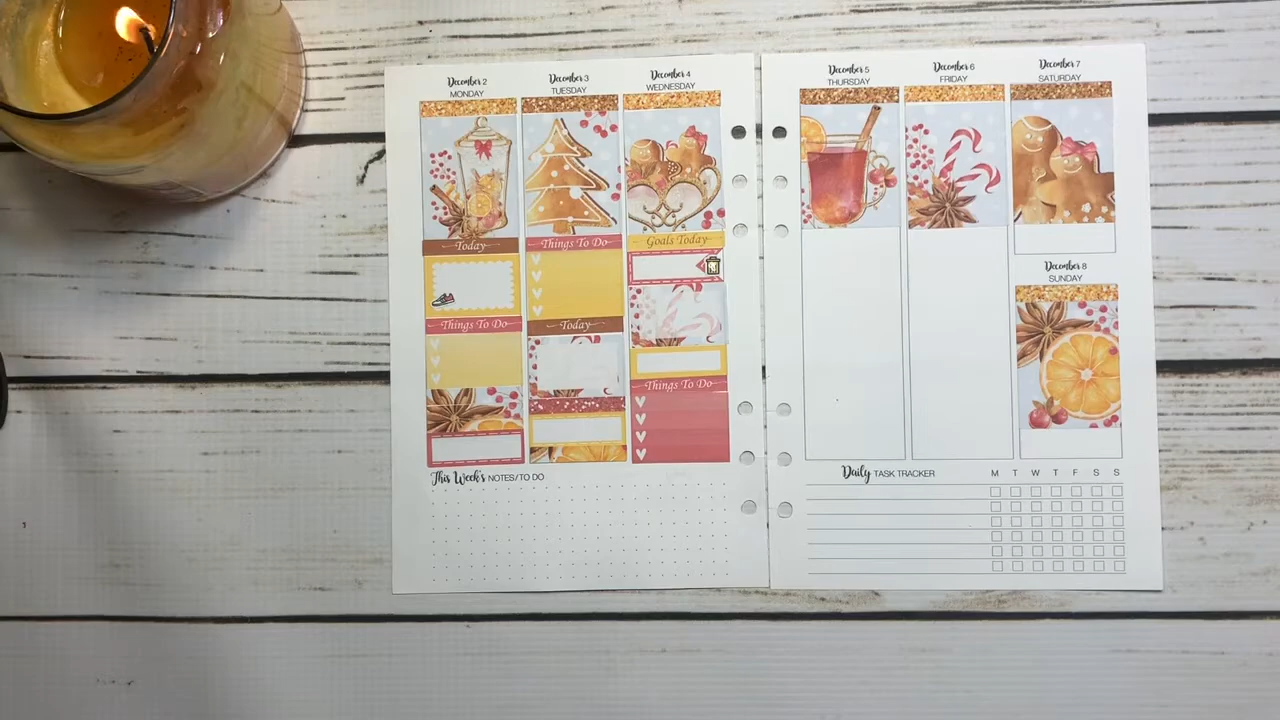 December 2
MONDAY
December 3
TUESDAY
December 4
WEDNESDAY
Today
Things To Do
Goals Today
Things To Do
Today
Things To Do
This Week's NOTES/TO DO
December 5
THURSDAY
December 6
FRIDAY
December 7
SATURDAY
December 8
SUNDAY
Daily TASK TRACKER
M T W T F S S